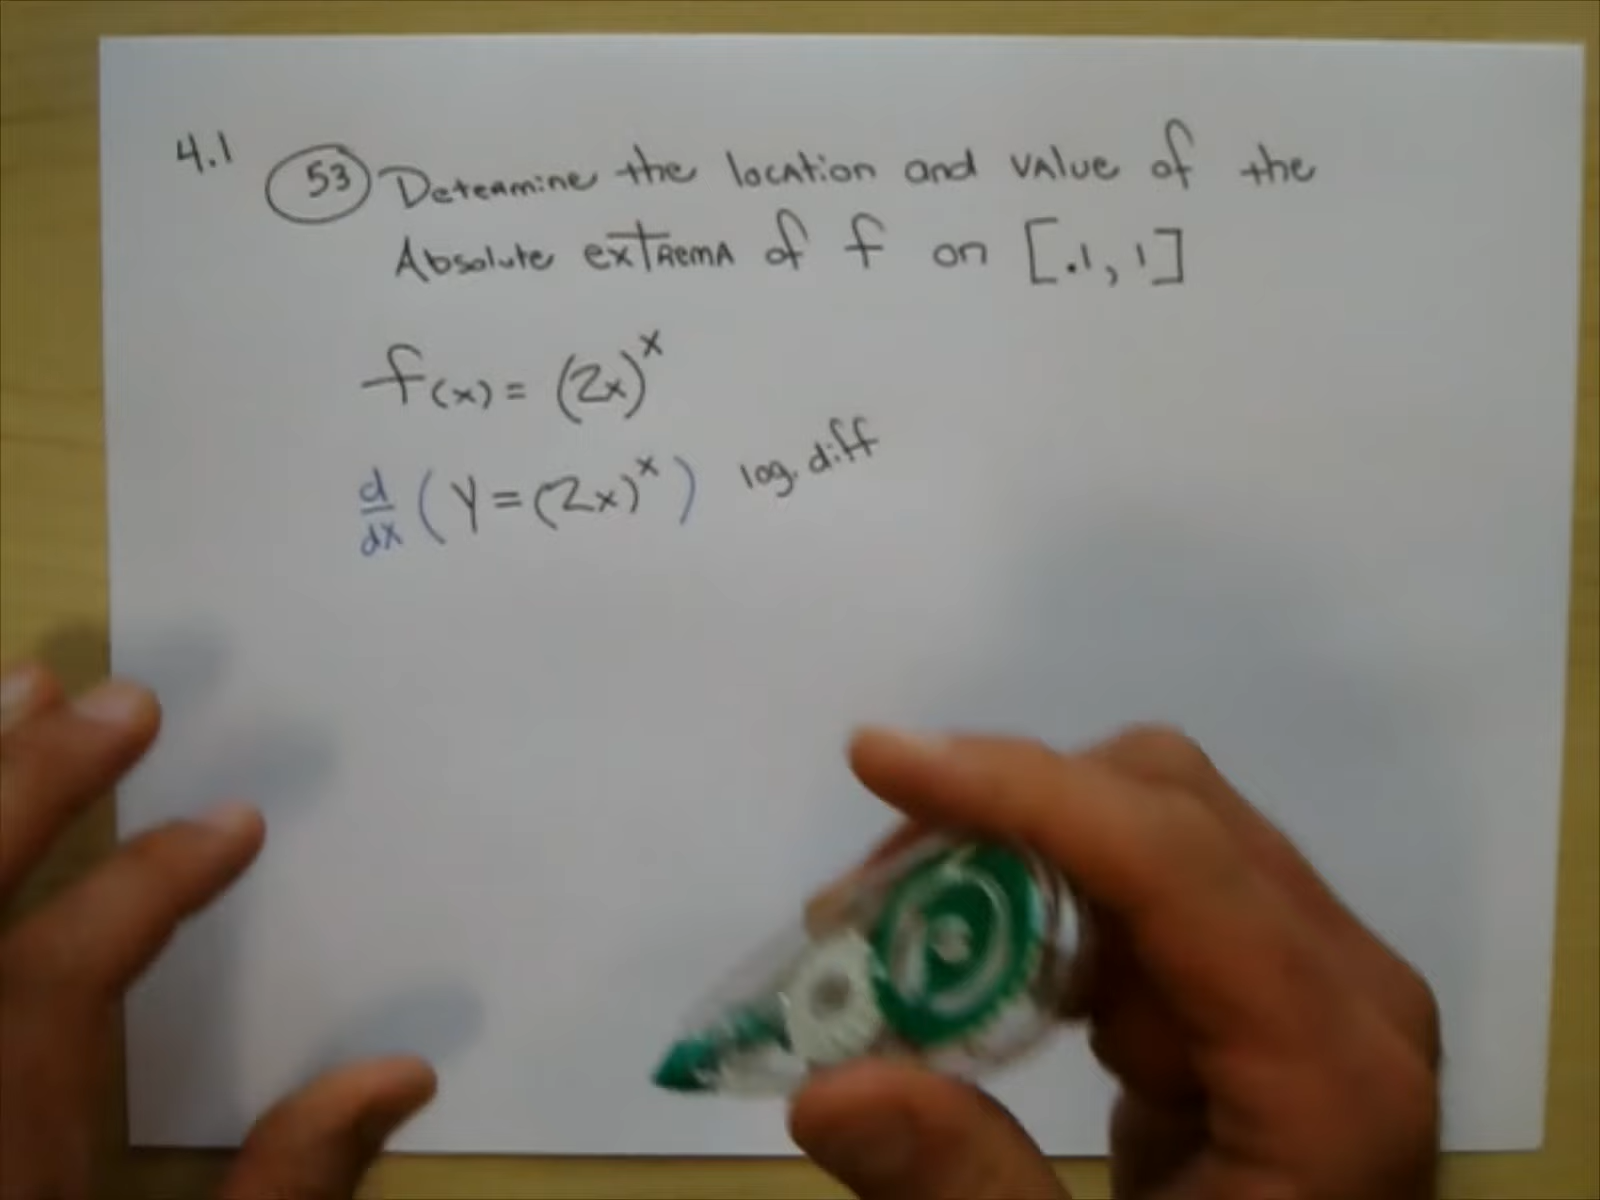 4.1
53 Determine the location and value of the
Absolute extrema of f on [.1, 1]
f(x) = (2x)^x
d/dx (Y = (2x)^x) log. diff